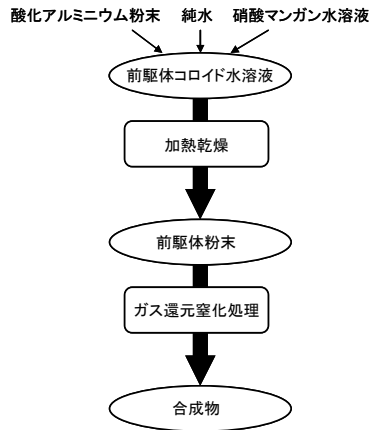 酸化アルミニウム粉末 純水 硝酸マンガン水溶液
前駆体コロイド水溶液
加熱乾燥
前駆体粉末
ガス還元窒化処理
合成物